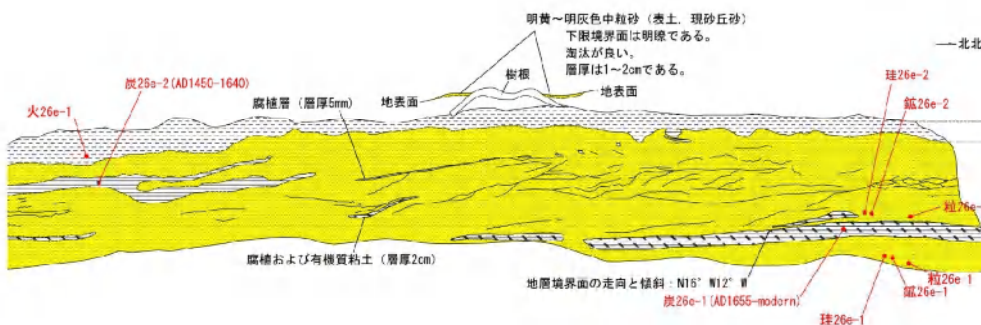 明黄～明灰色中粒砂（表土，現砂丘砂）
下限境界面は明瞭である。
淘汰が良い。
層厚は1～2cmである。
北北
樹根
地表面
地表面
炭26e-2(AD1450-1640)
火26e-1
腐植層（層厚5mm）
珪26e-2
鉱26e-2
粒26e-
腐植および有機質粘土（層厚2cm）
地層境界面の走向と傾斜：N16°W12°W
炭26e-1(AD1655-modern)
粒26e-1
鉱26e-1
珪26e-1